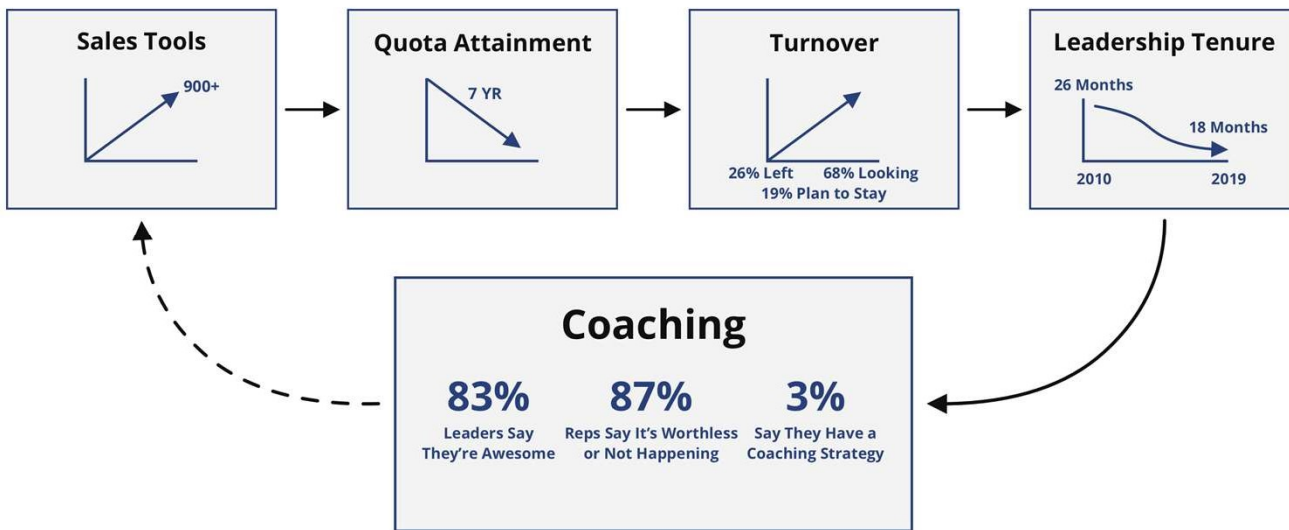 Sales Tools
900+
Quota Attainment
7 YR
Turnover
26% Left
68% Looking
19% Plan to Stay
Leadership Tenure
26 Months
18 Months
2010
2019
Coaching
83%
Leaders Say
They’re Awesome
87%
Reps Say It’s Worthless
or Not Happening
3%
Say They Have a
Coaching Strategy